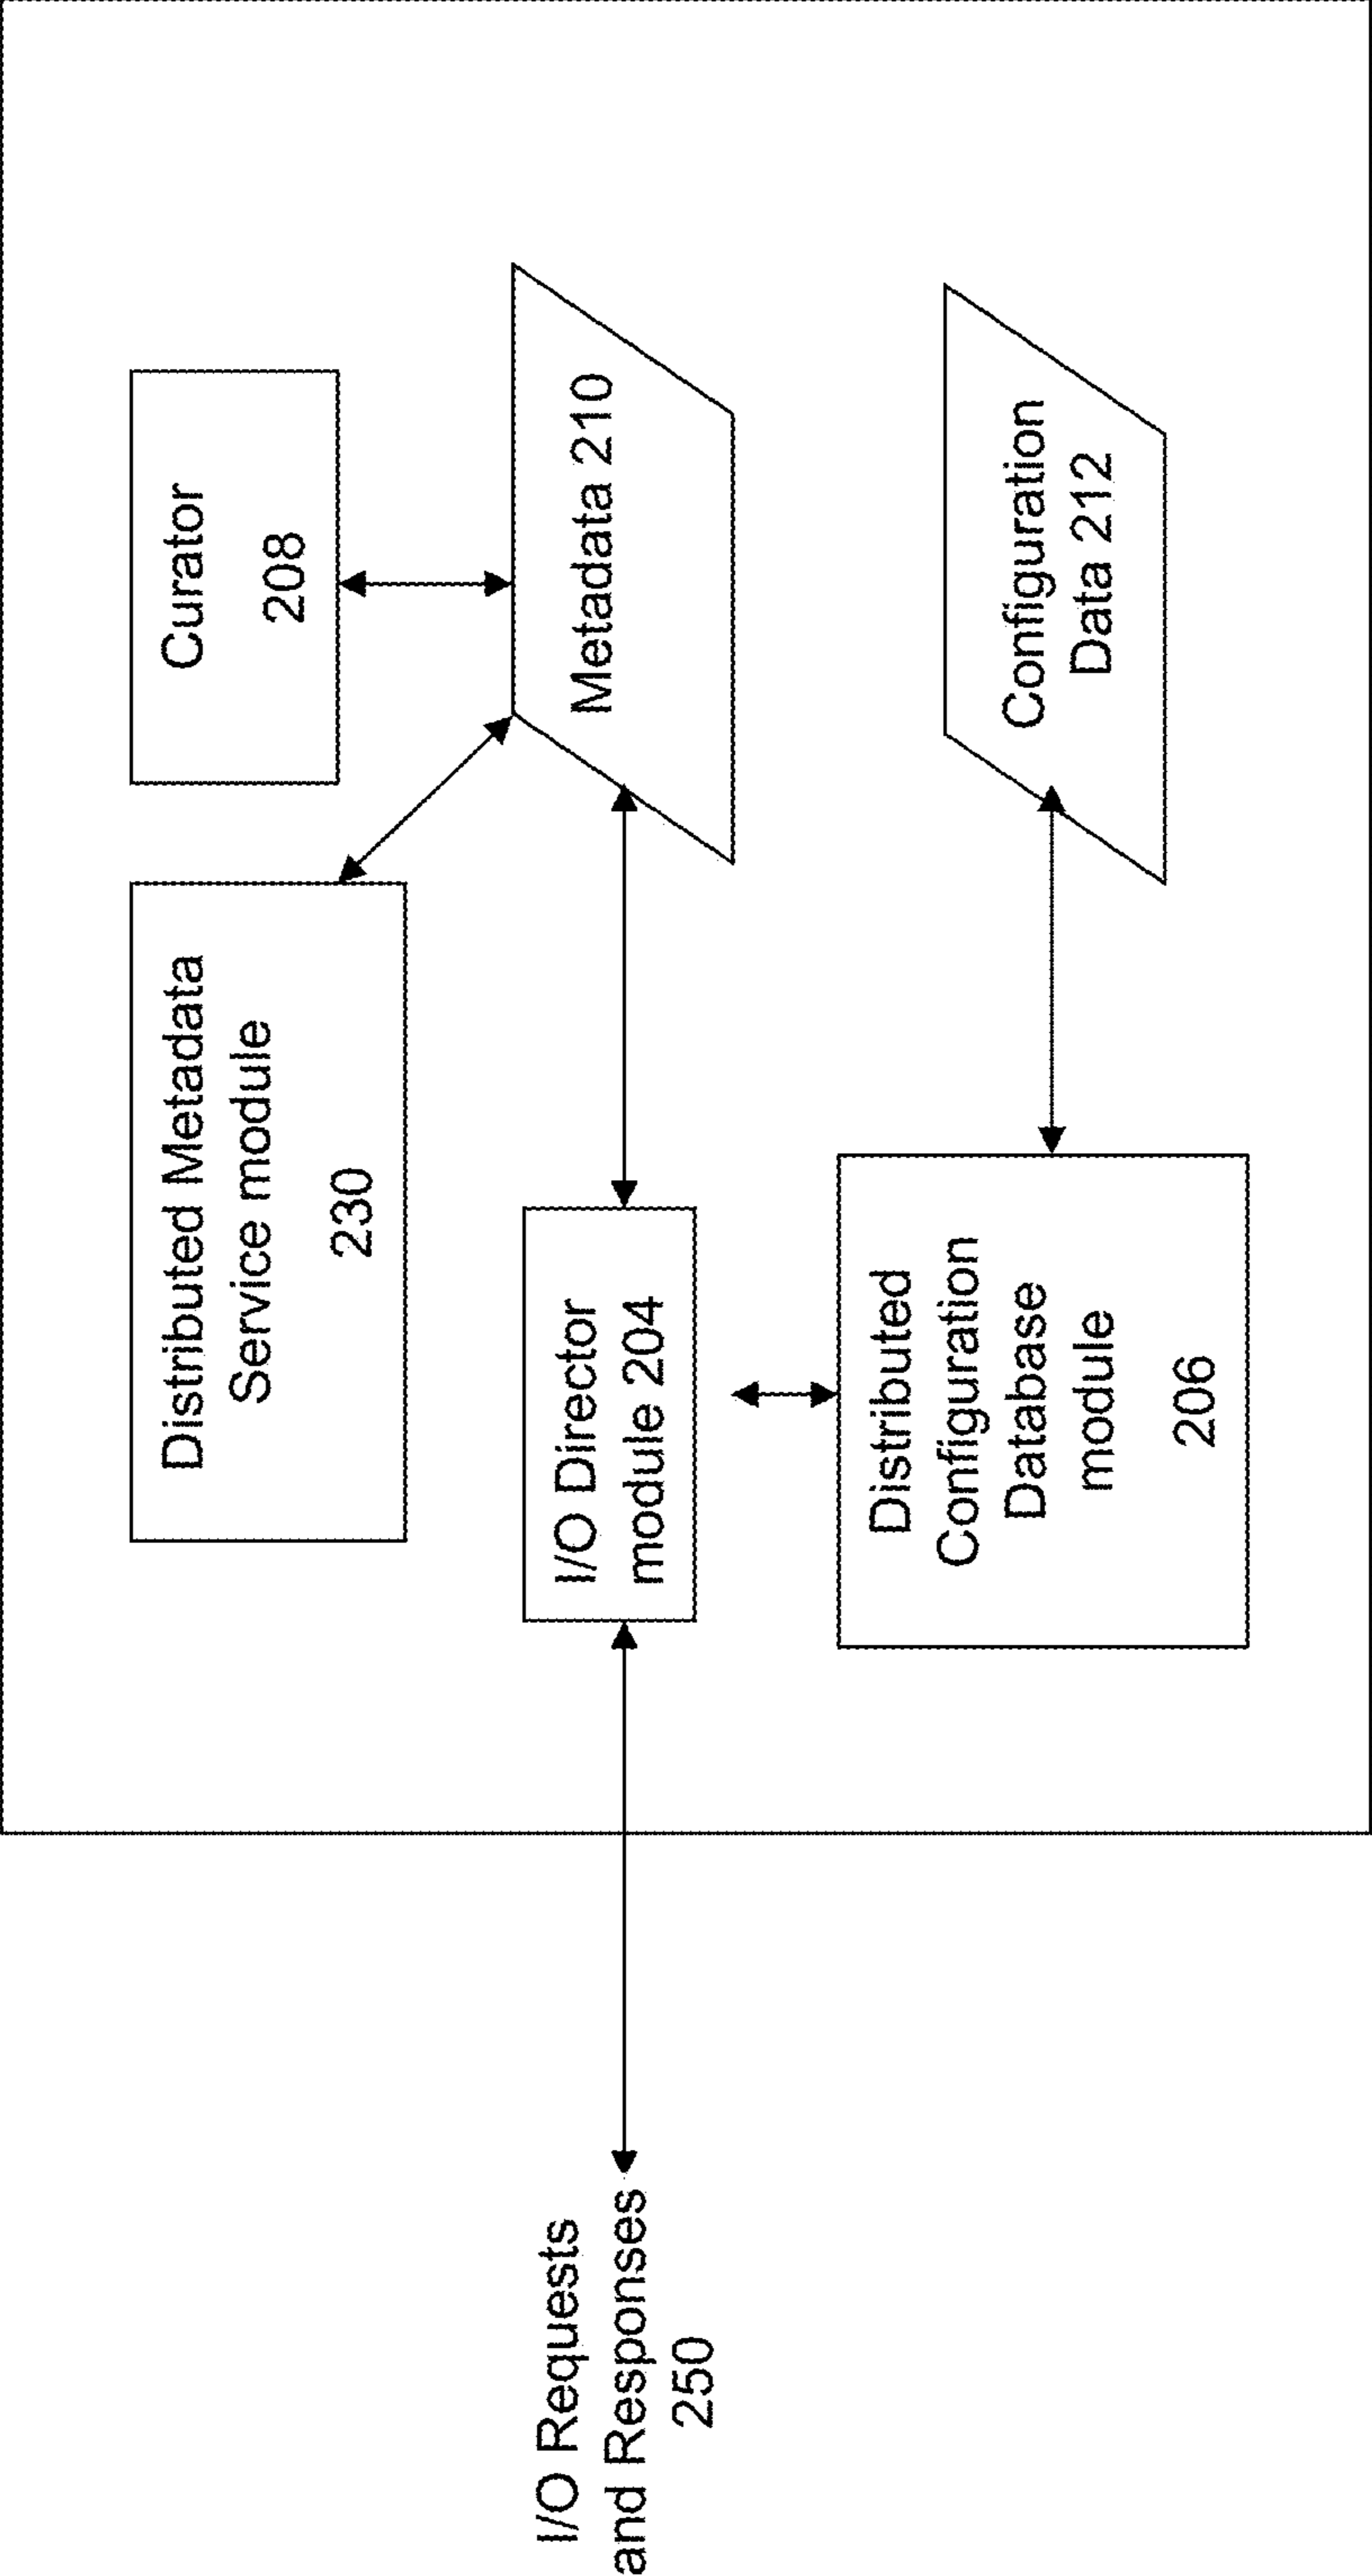 Distributed Metadata
Service module
230
Curator
208
I/O Requests
and Responses
250
I/O Director
module 204
Metadata 210
Distributed
Configuration
Database
module
206
Configuration
Data 212